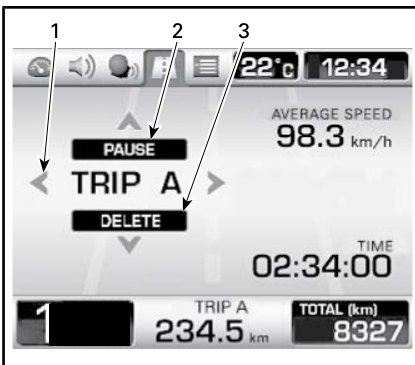 1 2 3
22°c 12:34
AVERAGE SPEED
98.3 km/h
PAUSE
TRIP A
DELETE
TIME
02:34:00
1
TRIP A
234.5 km
TOTAL (km)
8327